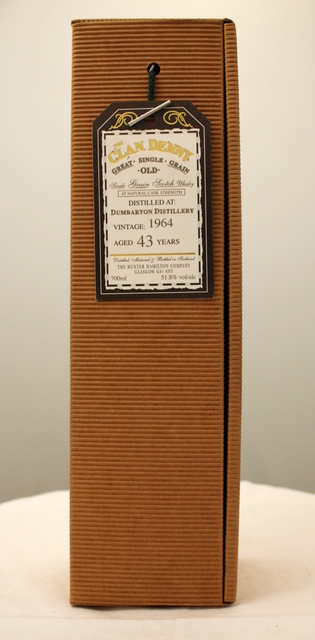 The
CLAN DENNY
GREAT · SINGLE · GRAIN
·OLD·
Single Grain Scotch Whisky
AT NATURAL CASK STRENGTH
DISTILLED AT:
DUMBARTON DISTILLERY
VINTAGE: 1964
AGED 43 YEARS
Distilled, Matured & Bottled in Scotland
THE HUNTER HAMILTON COMPANY
GLASGOW G41 4NY
700ml 51.8% vol/alc